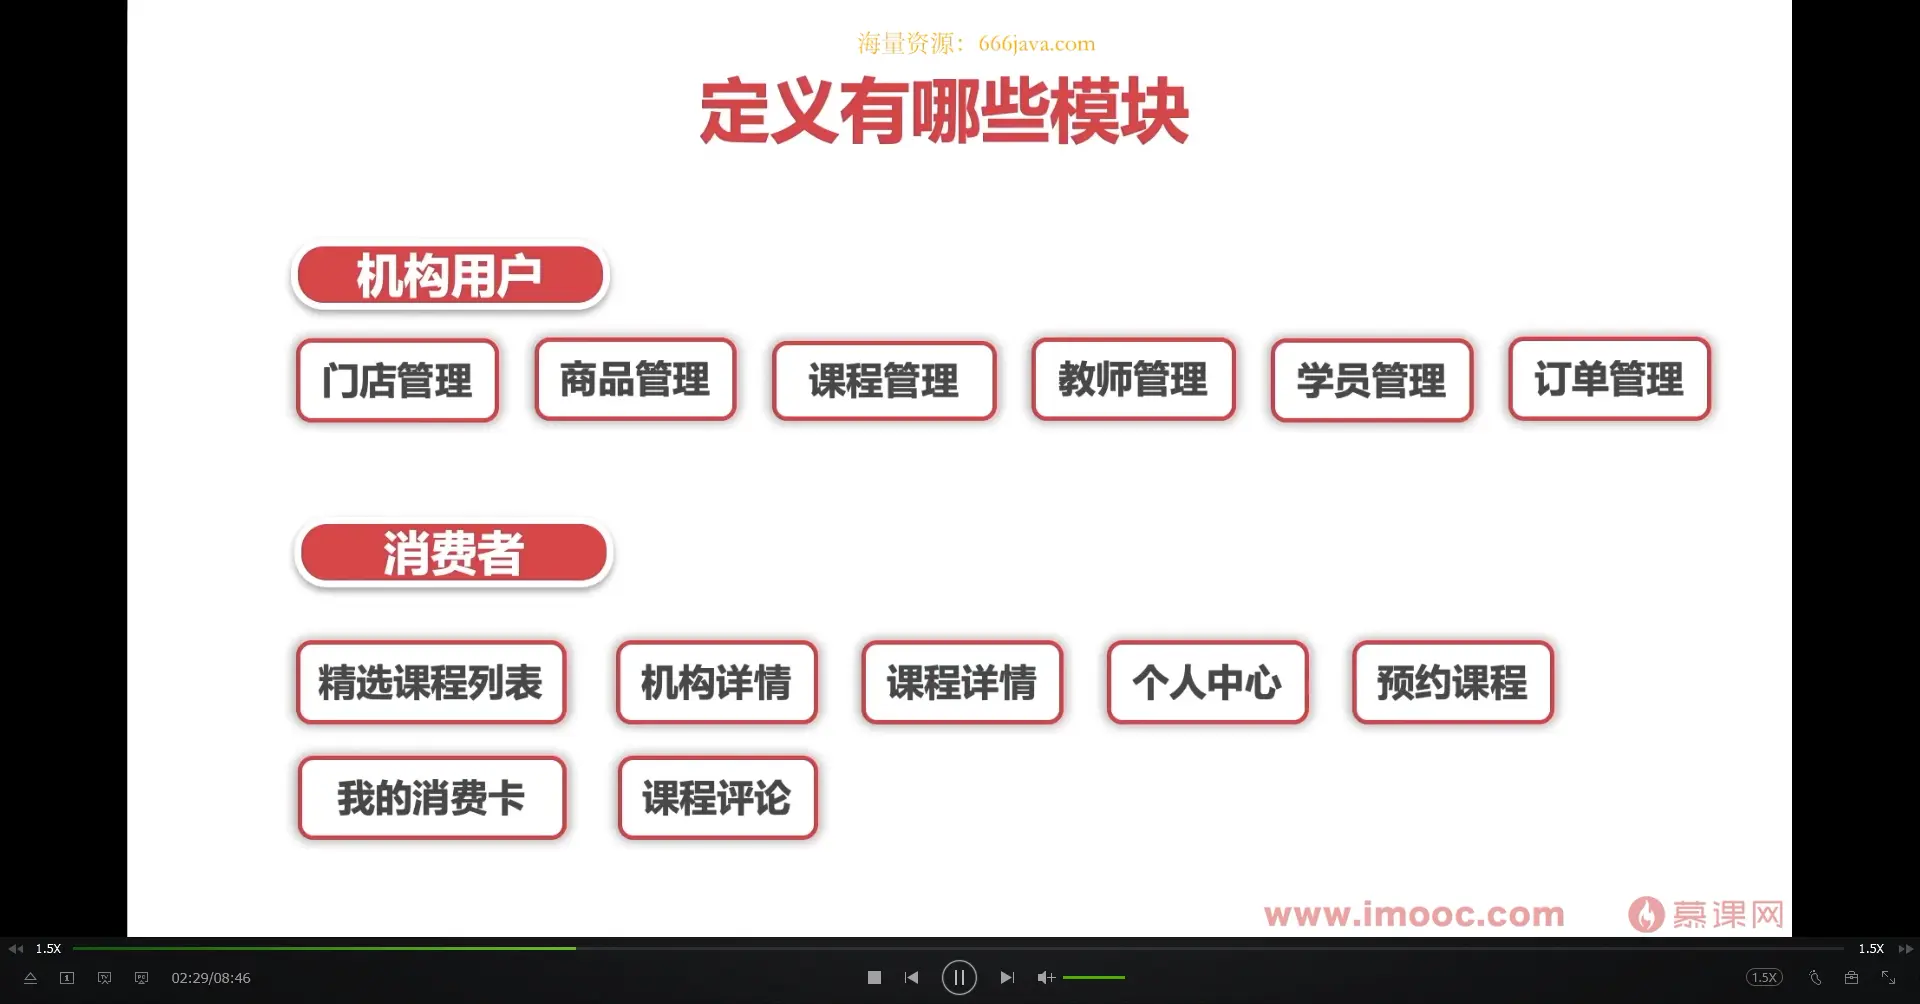 海量资源：666java.com
定义有哪些模块
机构用户
门店管理 商品管理 课程管理 教师管理 学员管理 订单管理
消费者
精选课程列表 机构详情 课程详情 个人中心 预约课程
我的消费卡 课程评论
www.imooc.com 慕课网
1.5X 1.5X
02:29/08:46 1.5X